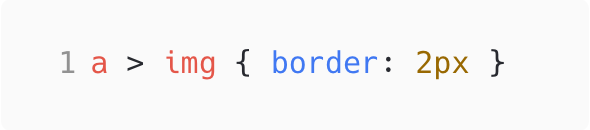 1 a > img { border: 2px }